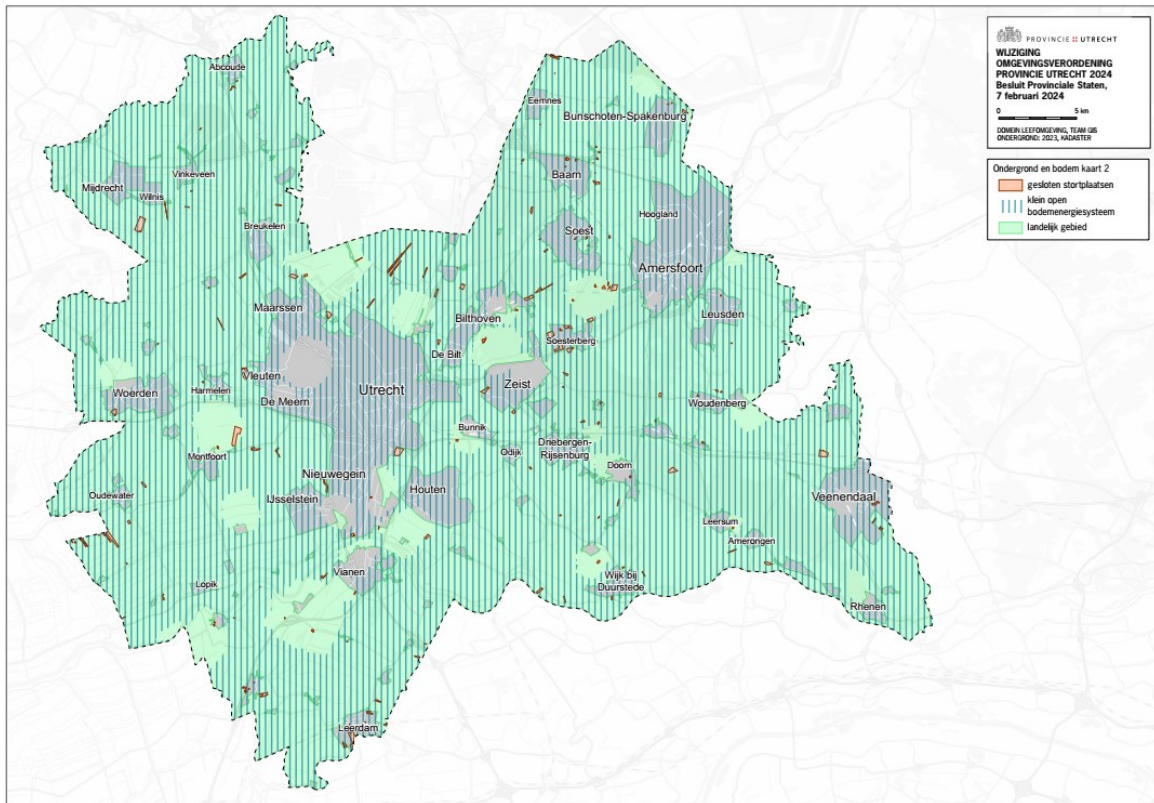 PROVINCIE UTRECHT
WIJZIGING
OMGEVINGSVERORDENING
PROVINCIE UTRECHT 2024
Besluit Provinciale Staten,
7 februari 2024
0 5 km
DOMEIN LEEFOMGEVING, TEAM GIS
ONDERGROND: 2023, KADASTER
Ondergrond en bodem kaart 2
gesloten stortplaatsen
klein open
bodemenergiesysteem
landelijk gebied
Abcoude
Eemnes
Bunschoten-Spakenburg
Vinkeveen
Mijdrecht
Wilnis
Baarn
Hoogland
Breukelen
Soest
Amersfoort
Maarssen
Bilthoven
Leusden
Soesterberg
De Bilt
Vleuten
Zeist
Harmelen
Utrecht
Woerden
De Meern
Woudenberg
Bunnik
Driebergen-
Rijsenburg
Odijk
Montfoort
Doorn
Nieuwegein
Houten
Oudewater
IJsselstein
Veenendaal
Leersum
Amerongen
Vianen
Wijk bij
Duurstede
Lopik
Rhenen
Leerdam